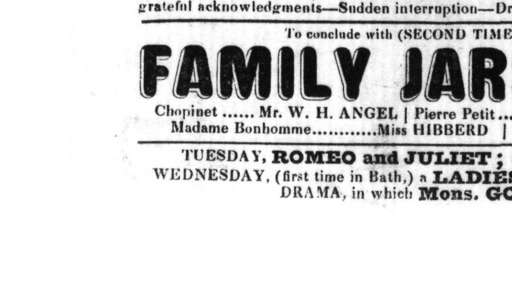 grateful acknowledgments—Sudden interruption—Dr
To conclude with (SECOND TIME
FAMILY JAR
Chopinet ...... Mr. W. H. ANGEL | Pierre Petit...
Madame Bonhomme............Miss HIBBERD |
TUESDAY, ROMEO and JULIET;
WEDNESDAY, (first time in Bath,) a LADIES
DRAMA, in which Mons. GO